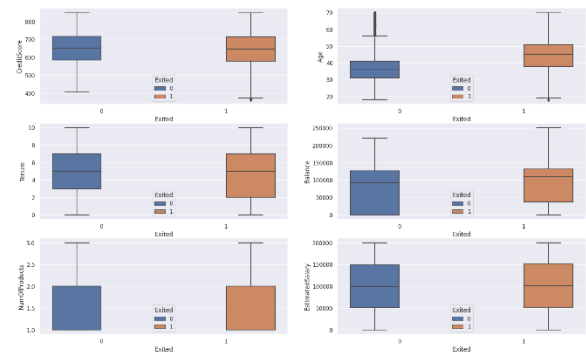 CreditScore
800
700
600
500
400
Exited
0
1
0 1
Exited
Age
70
60
50
40
30
20
Exited
0
1
0 1
Exited
Tenure
10
8
6
4
2
0
Exited
0
1
0 1
Exited
Balance
250000
200000
150000
100000
50000
0
Exited
0
1
0 1
Exited
NumOfProducts
3.0
2.5
2.0
1.5
1.0
Exited
0
1
0 1
Exited
EstimatedSalary
200000
150000
100000
50000
0
Exited
0
1
0 1
Exited